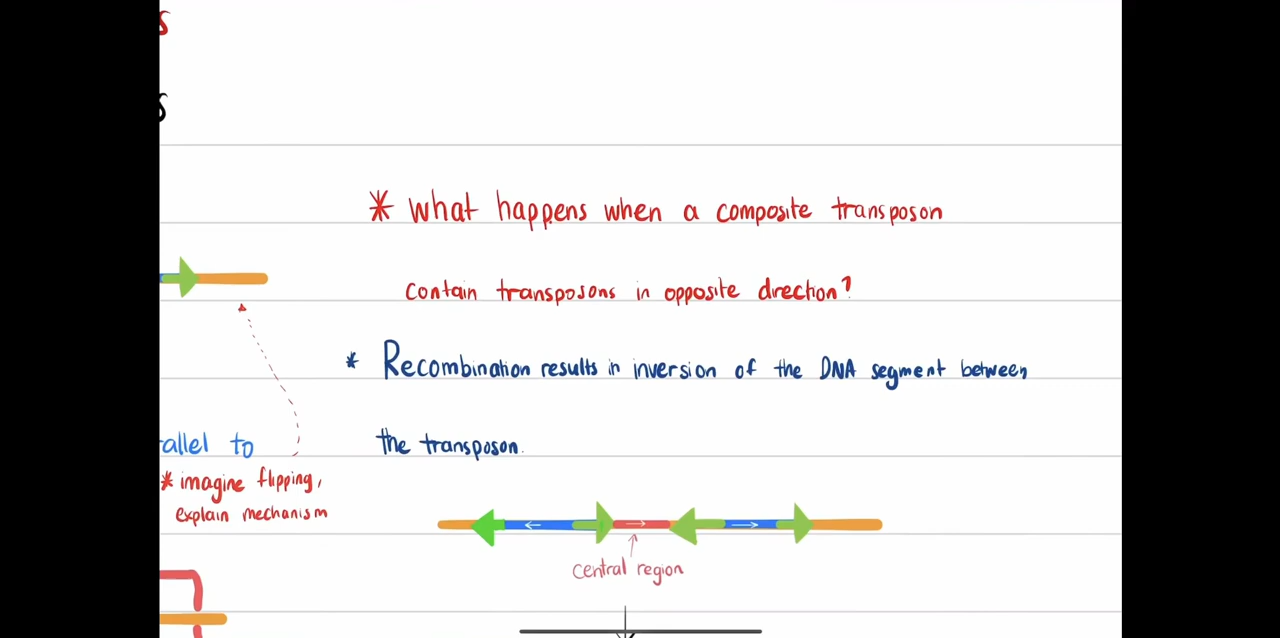 * What happens when a composite transposon
contain transposons in opposite direction?
* Recombination results in inversion of the DNA segment between
the transposon.
allel to
* imagine flipping,
explain mechanism
central region